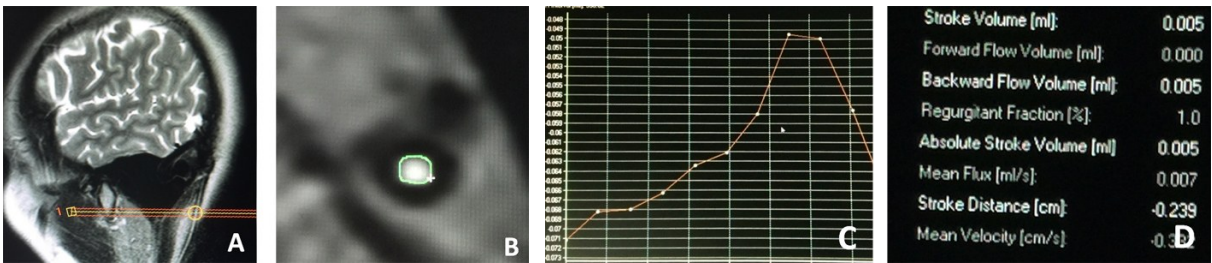 1
A
B
-0.048
-0.049
-0.05
-0.051
-0.052
-0.053
-0.054
-0.055
-0.056
-0.057
-0.058
-0.059
-0.06
-0.061
-0.062
-0.063
-0.064
-0.065
-0.066
-0.067
-0.068
-0.069
-0.07
-0.071
-0.072
-0.073
C
Stroke Volume [ml] 0.005
Forward Flow Volume [ml]: 0.000
Backward Flow Volume [ml]: 0.005
Regurgitant Fraction [%]: 1.0
Absolute Stroke Volume [ml] 0.005
Mean Flux [ml/s]: 0.007
Stroke Distance [cm]: -0.239
Mean Velocity [cm/s]:
D